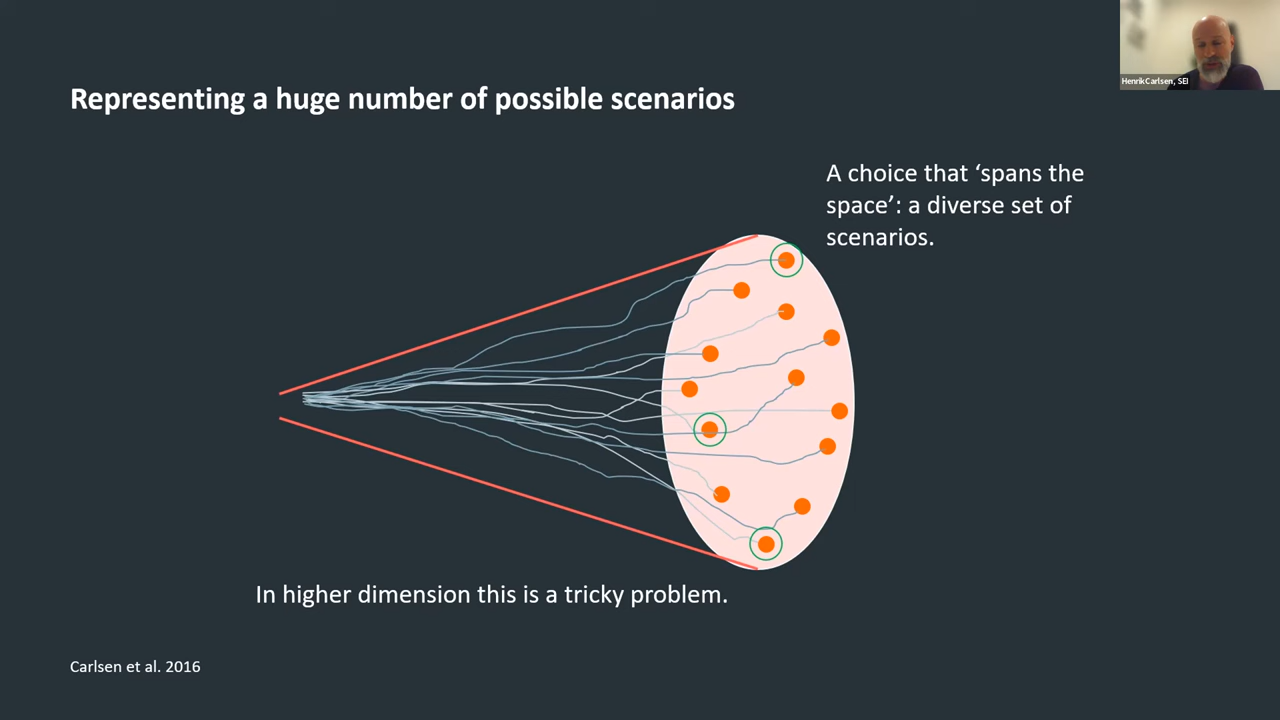 HenrikCarlsen, SEI
Representing a huge number of possible scenarios
A choice that ‘spans the
space’: a diverse set of
scenarios.
In higher dimension this is a tricky problem.
Carlsen et al. 2016